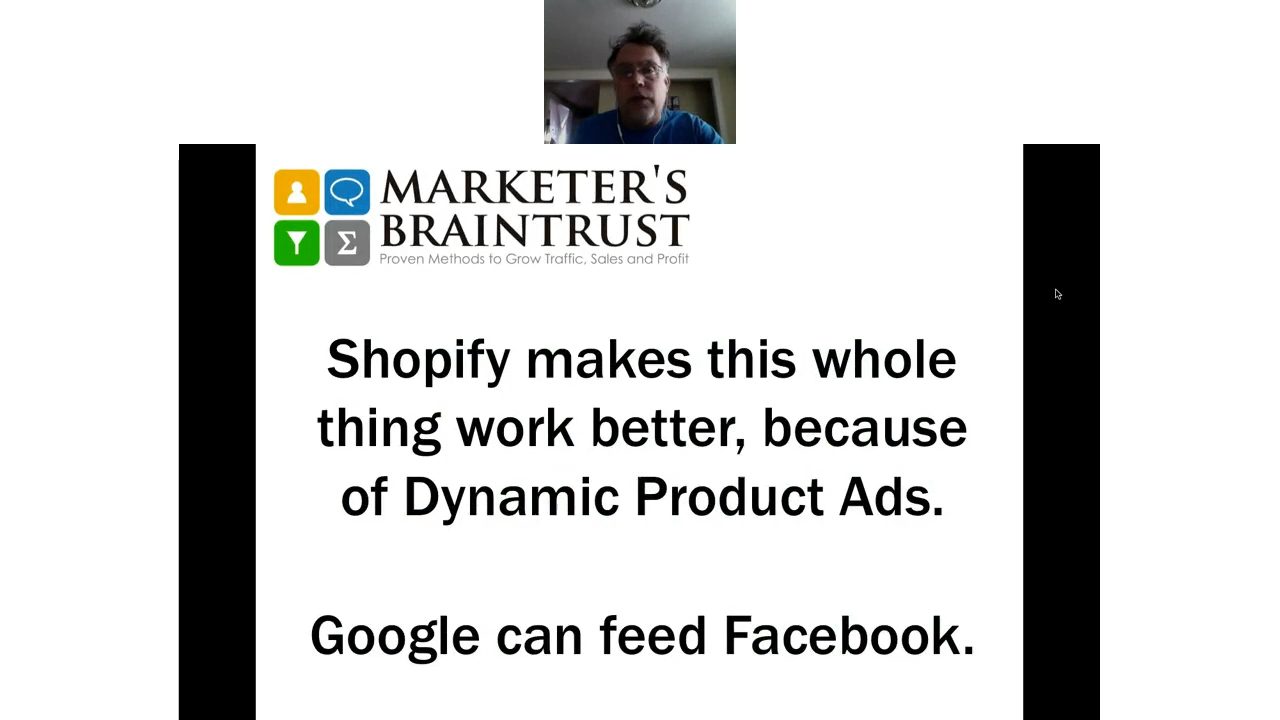 MARKETER'S
BRAINTRUST
Proven Methods to Grow Traffic, Sales and Profit
Shopify makes this whole
thing work better, because
of Dynamic Product Ads.
Google can feed Facebook.